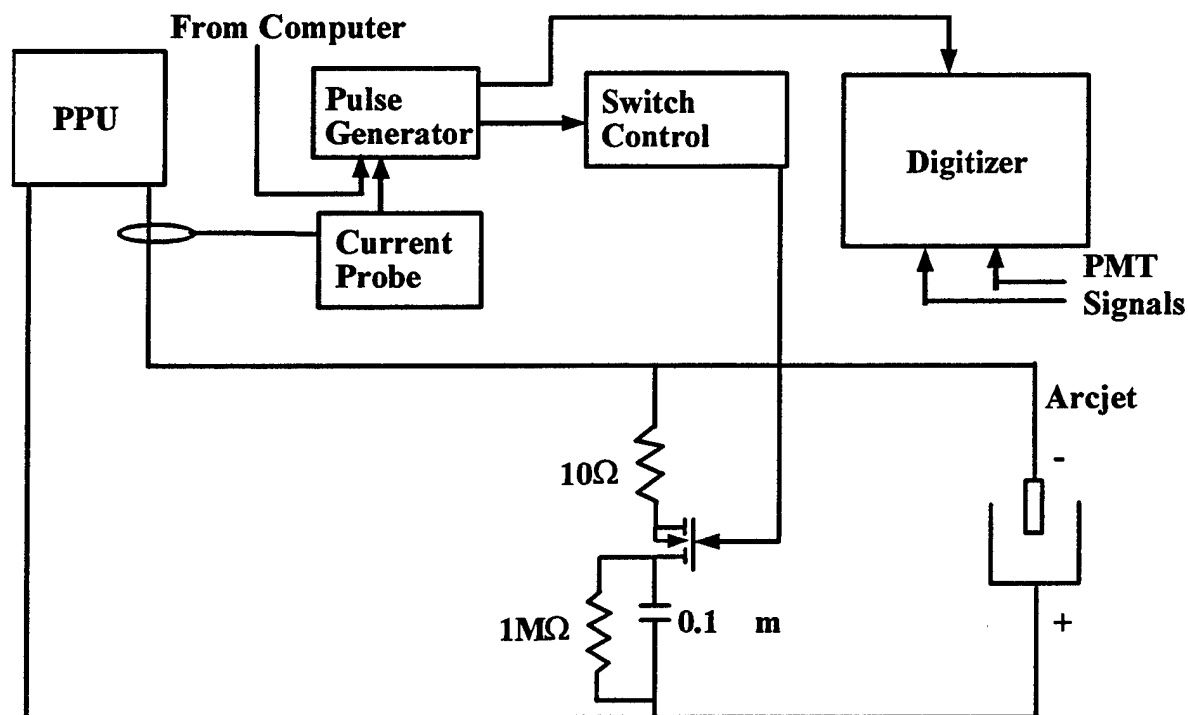 From Computer
PPU
Pulse
Generator
Switch
Control
Digitizer
Current
Probe
PMT
Signals
Arcjet
-
10Ω
1MΩ
0.1 m
+